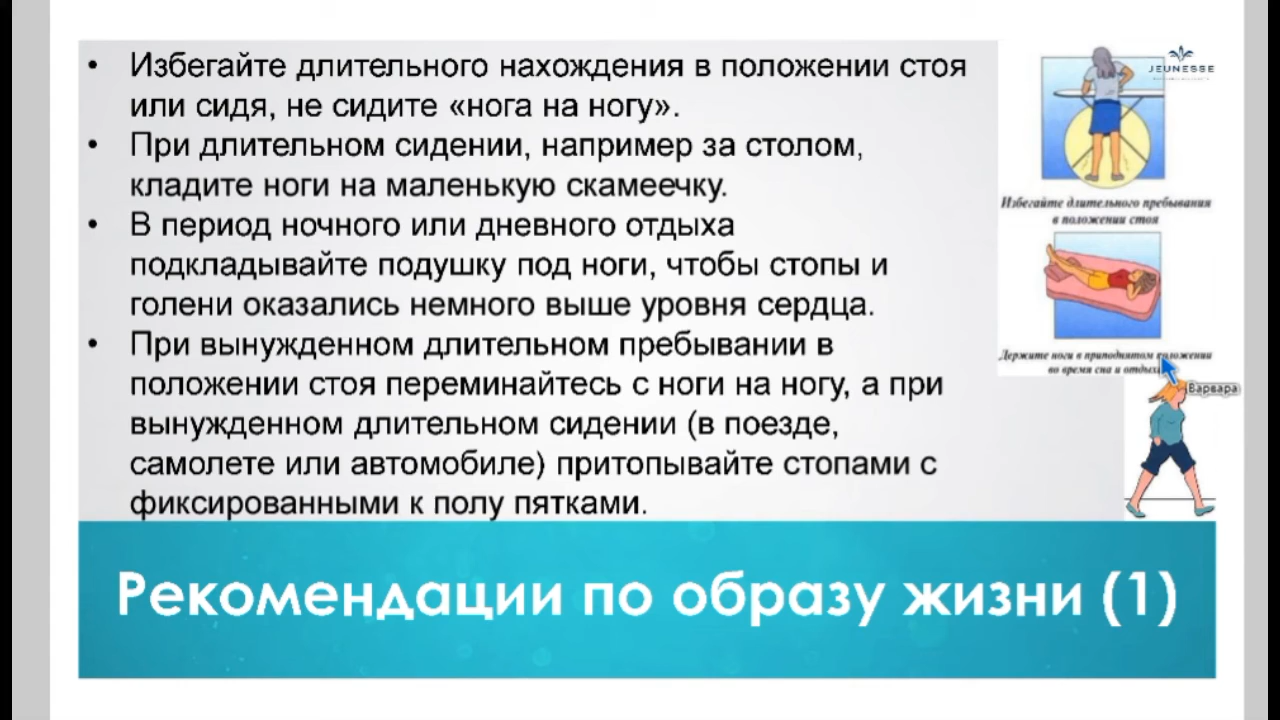 • Избегайте длительного нахождения в положении стоя
или сидя, не сидите «нога на ногу».
• При длительном сидении, например за столом,
кладите ноги на маленькую скамеечку.
• В период ночного или дневного отдыха
подкладывайте подушку под ноги, чтобы стопы и
голени оказались немного выше уровня сердца.
• При вынужденном длительном пребывании в
положении стоя переминайтесь с ноги на ногу, а при
вынужденном длительном сидении (в поезде,
самолете или автомобиле) притопывайте стопами с
фиксированными к полу пятками.
JEUNESSE
Избегайте длительного пребывания
в положении стоя
Держите ноги в приподнятом положении
во время сна и отдыха
Варвара
Рекомендации по образу жизни (1)